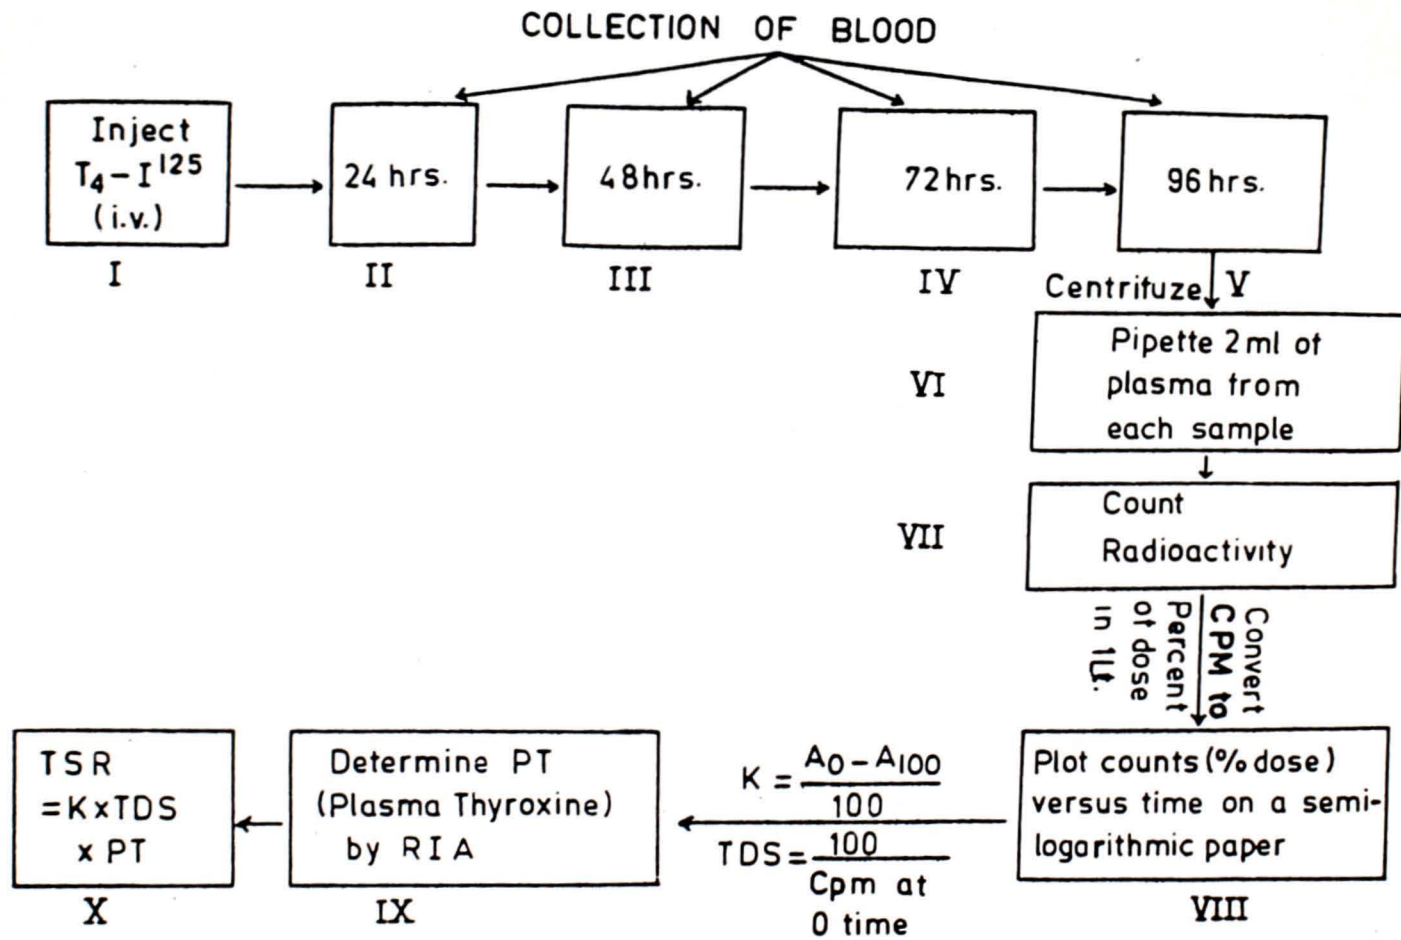 COLLECTION OF BLOOD
Inject
T₄-I¹²⁵
(i.v.)
I
24 hrs.
II
48hrs.
III
72hrs.
IV
96hrs.
V
Centrifuze
Pipette 2ml of
plasma from
each sample
VI
Count
Radioactivity
VII
Convert
CPM to
Percent
of dose
in 1Lt.
Plot counts (% dose)
versus time on a semi-
logarithmic paper
VIII
K = A₀ - A₁₀₀
100
TDS = 100
Cpm at
0 time
Determine PT
(Plasma Thyroxine)
by RIA
IX
TSR
= K x TDS
x PT
X